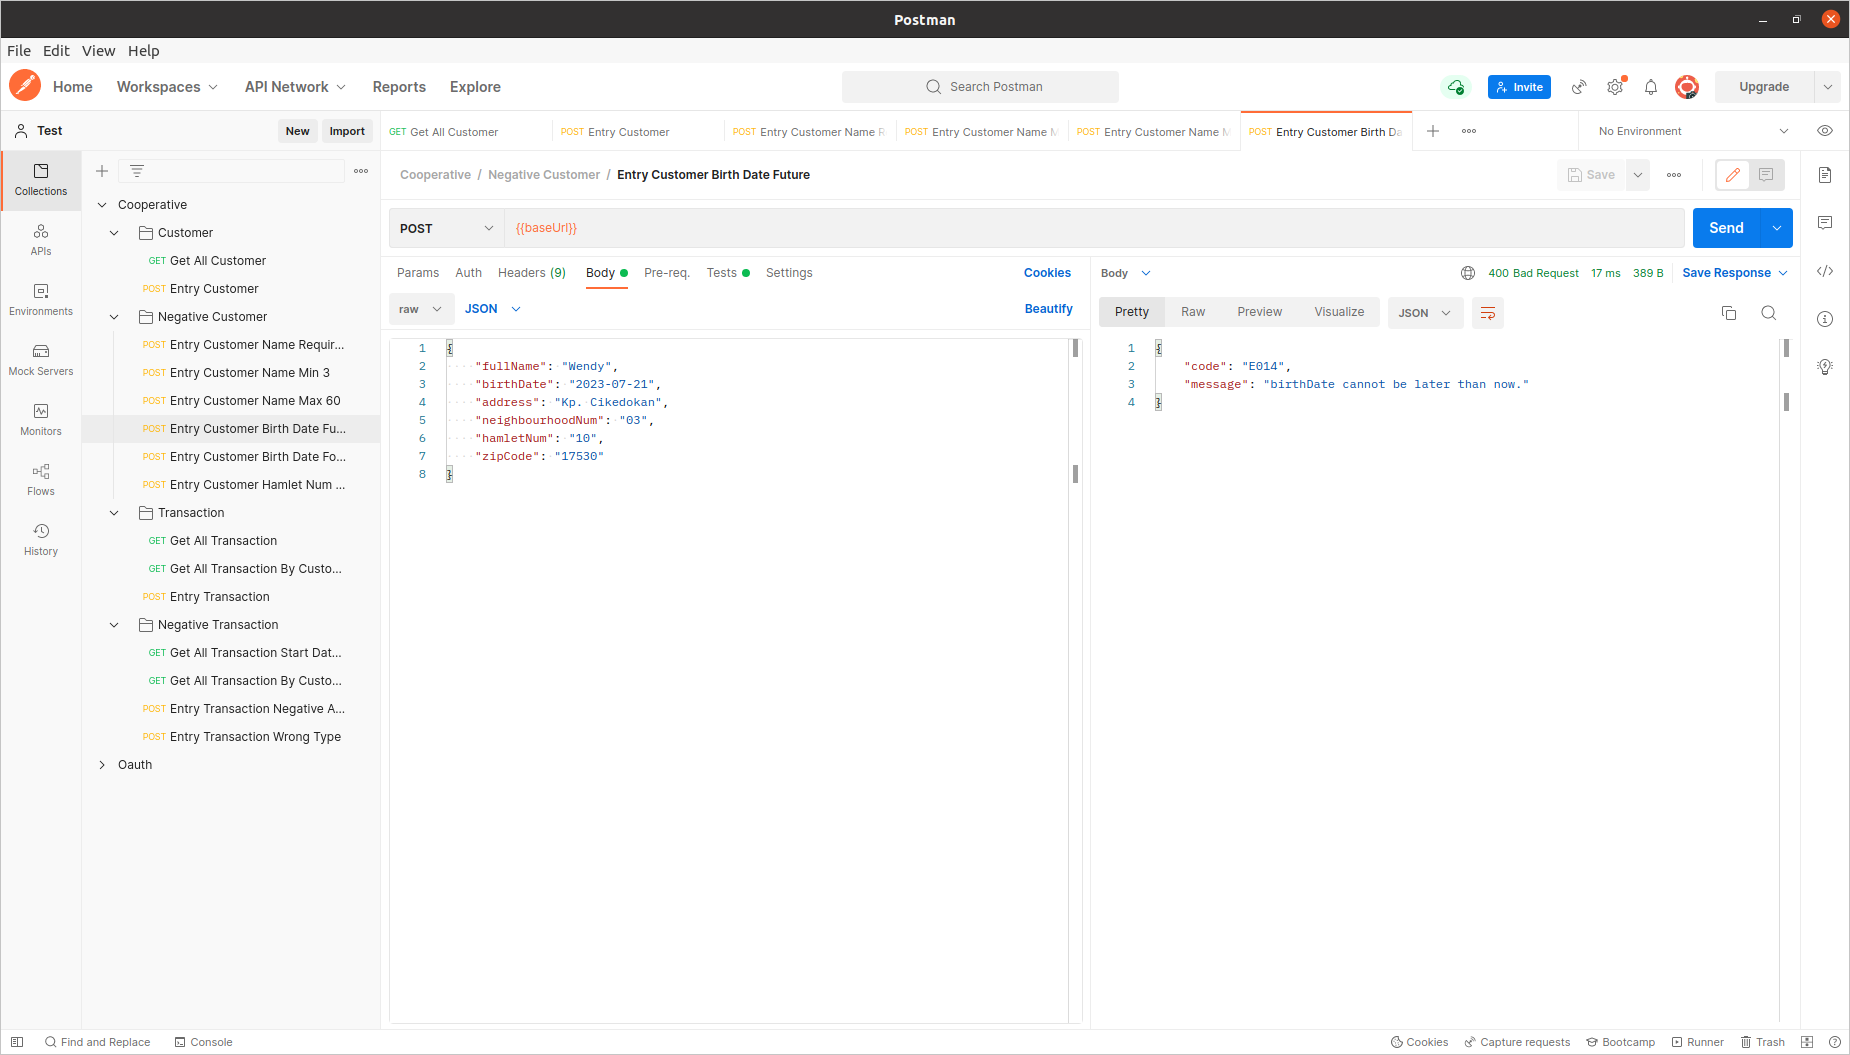 Postman
File Edit View Help
Home Workspaces API Network Reports Explore Search Postman Invite Upgrade
Test New Import
GET Get All Customer POST Entry Customer POST Entry Customer Name R POST Entry Customer Name M POST Entry Customer Name M POST Entry Customer Birth Da No Environment
Collections
APIs
Environments
Mock Servers
Monitors
Flows
History
Cooperative
Customer
GET Get All Customer
POST Entry Customer
Negative Customer
POST Entry Customer Name Requir...
POST Entry Customer Name Min 3
POST Entry Customer Name Max 60
POST Entry Customer Birth Date Fu...
POST Entry Customer Birth Date Fo...
POST Entry Customer Hamlet Num ...
Transaction
GET Get All Transaction
GET Get All Transaction By Custo...
POST Entry Transaction
Negative Transaction
GET Get All Transaction Start Dat...
GET Get All Transaction By Custo...
POST Entry Transaction Negative A...
POST Entry Transaction Wrong Type
Oauth
Cooperative / Negative Customer / Entry Customer Birth Date Future Save
POST {{baseUrl}} Send
Params Auth Headers (9) Body Pre-req. Tests Settings Cookies
raw JSON Beautify
1 {
2 "fullName": "Wendy",
3 "birthDate": "2023-07-21",
4 "address": "Kp. Cikedokan",
5 "neighbourhoodNum": "03",
6 "hamletNum": "10",
7 "zipCode": "17530"
8 }
Body 400 Bad Request 17 ms 389 B Save Response
Pretty Raw Preview Visualize JSON
1 {
2 "code": "E014",
3 "message": "birthDate cannot be later than now."
4 }
Find and Replace Console Cookies Capture requests Bootcamp Runner Trash